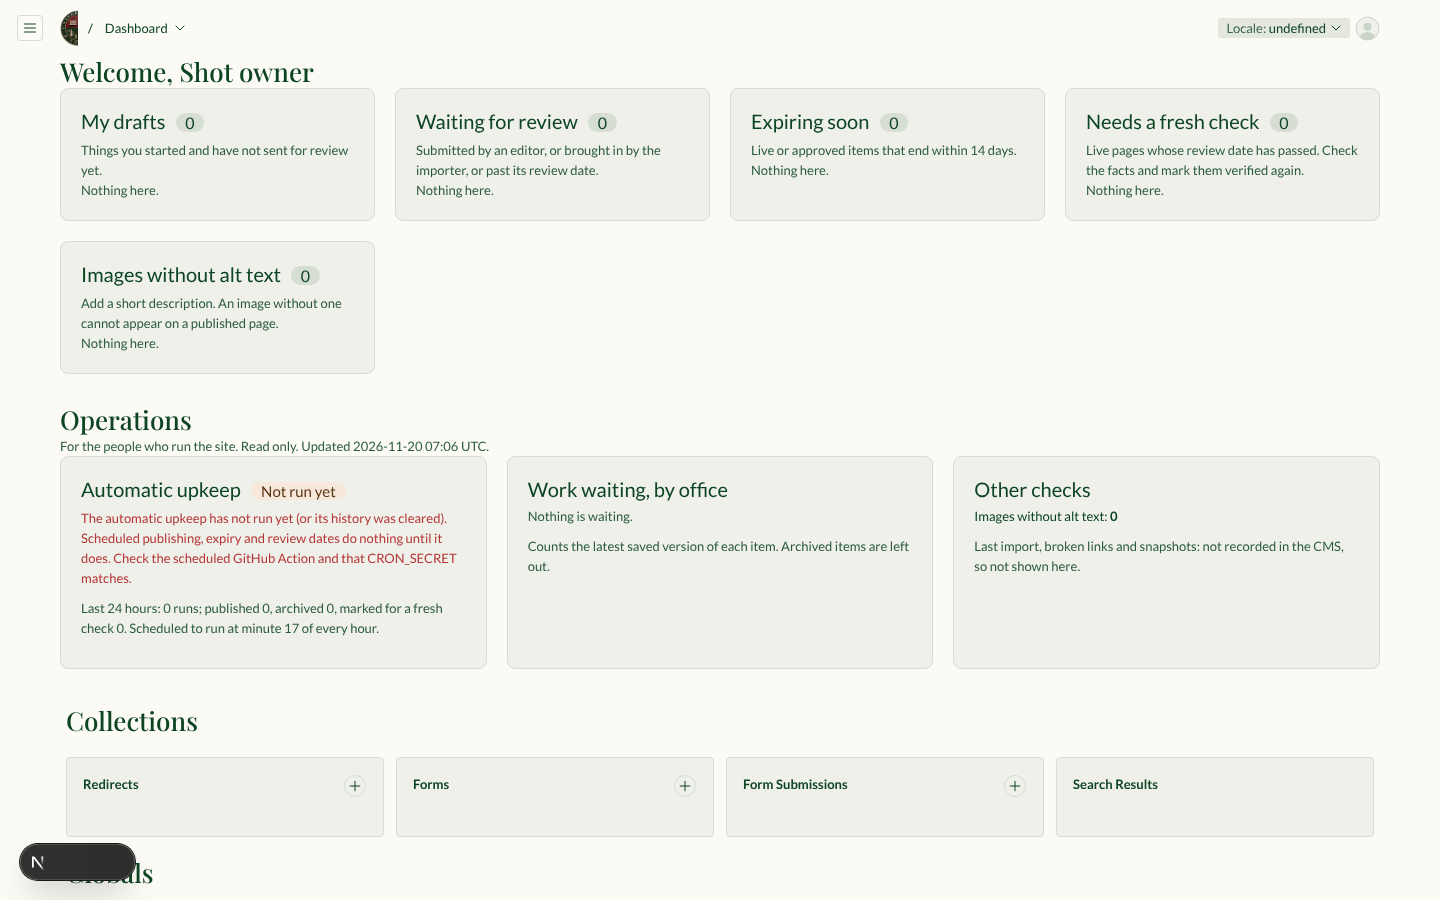 / Dashboard
Locale: undefined
Welcome, Shot owner
My drafts 0
Things you started and have not sent for review
yet.
Nothing here.
Waiting for review 0
Submitted by an editor, or brought in by the
importer, or past its review date.
Nothing here.
Expiring soon 0
Live or approved items that end within 14 days.
Nothing here.
Needs a fresh check 0
Live pages whose review date has passed. Check
the facts and mark them verified again.
Nothing here.
Images without alt text 0
Add a short description. An image without one
cannot appear on a published page.
Nothing here.
Operations
For the people who run the site. Read only. Updated 2026-11-20 07:06 UTC.
Automatic upkeep Not run yet
The automatic upkeep has not run yet (or its history was cleared).
Scheduled publishing, expiry and review dates do nothing until it
does. Check the scheduled GitHub Action and that CRON_SECRET
matches.
Last 24 hours: 0 runs; published 0, archived 0, marked for a fresh
check 0. Scheduled to run at minute 17 of every hour.
Work waiting, by office
Nothing is waiting.
Counts the latest saved version of each item. Archived items are left
out.
Other checks
Images without alt text: 0
Last import, broken links and snapshots: not recorded in the CMS,
so not shown here.
Collections
Redirects
Forms
Form Submissions
Search Results
N
Globals